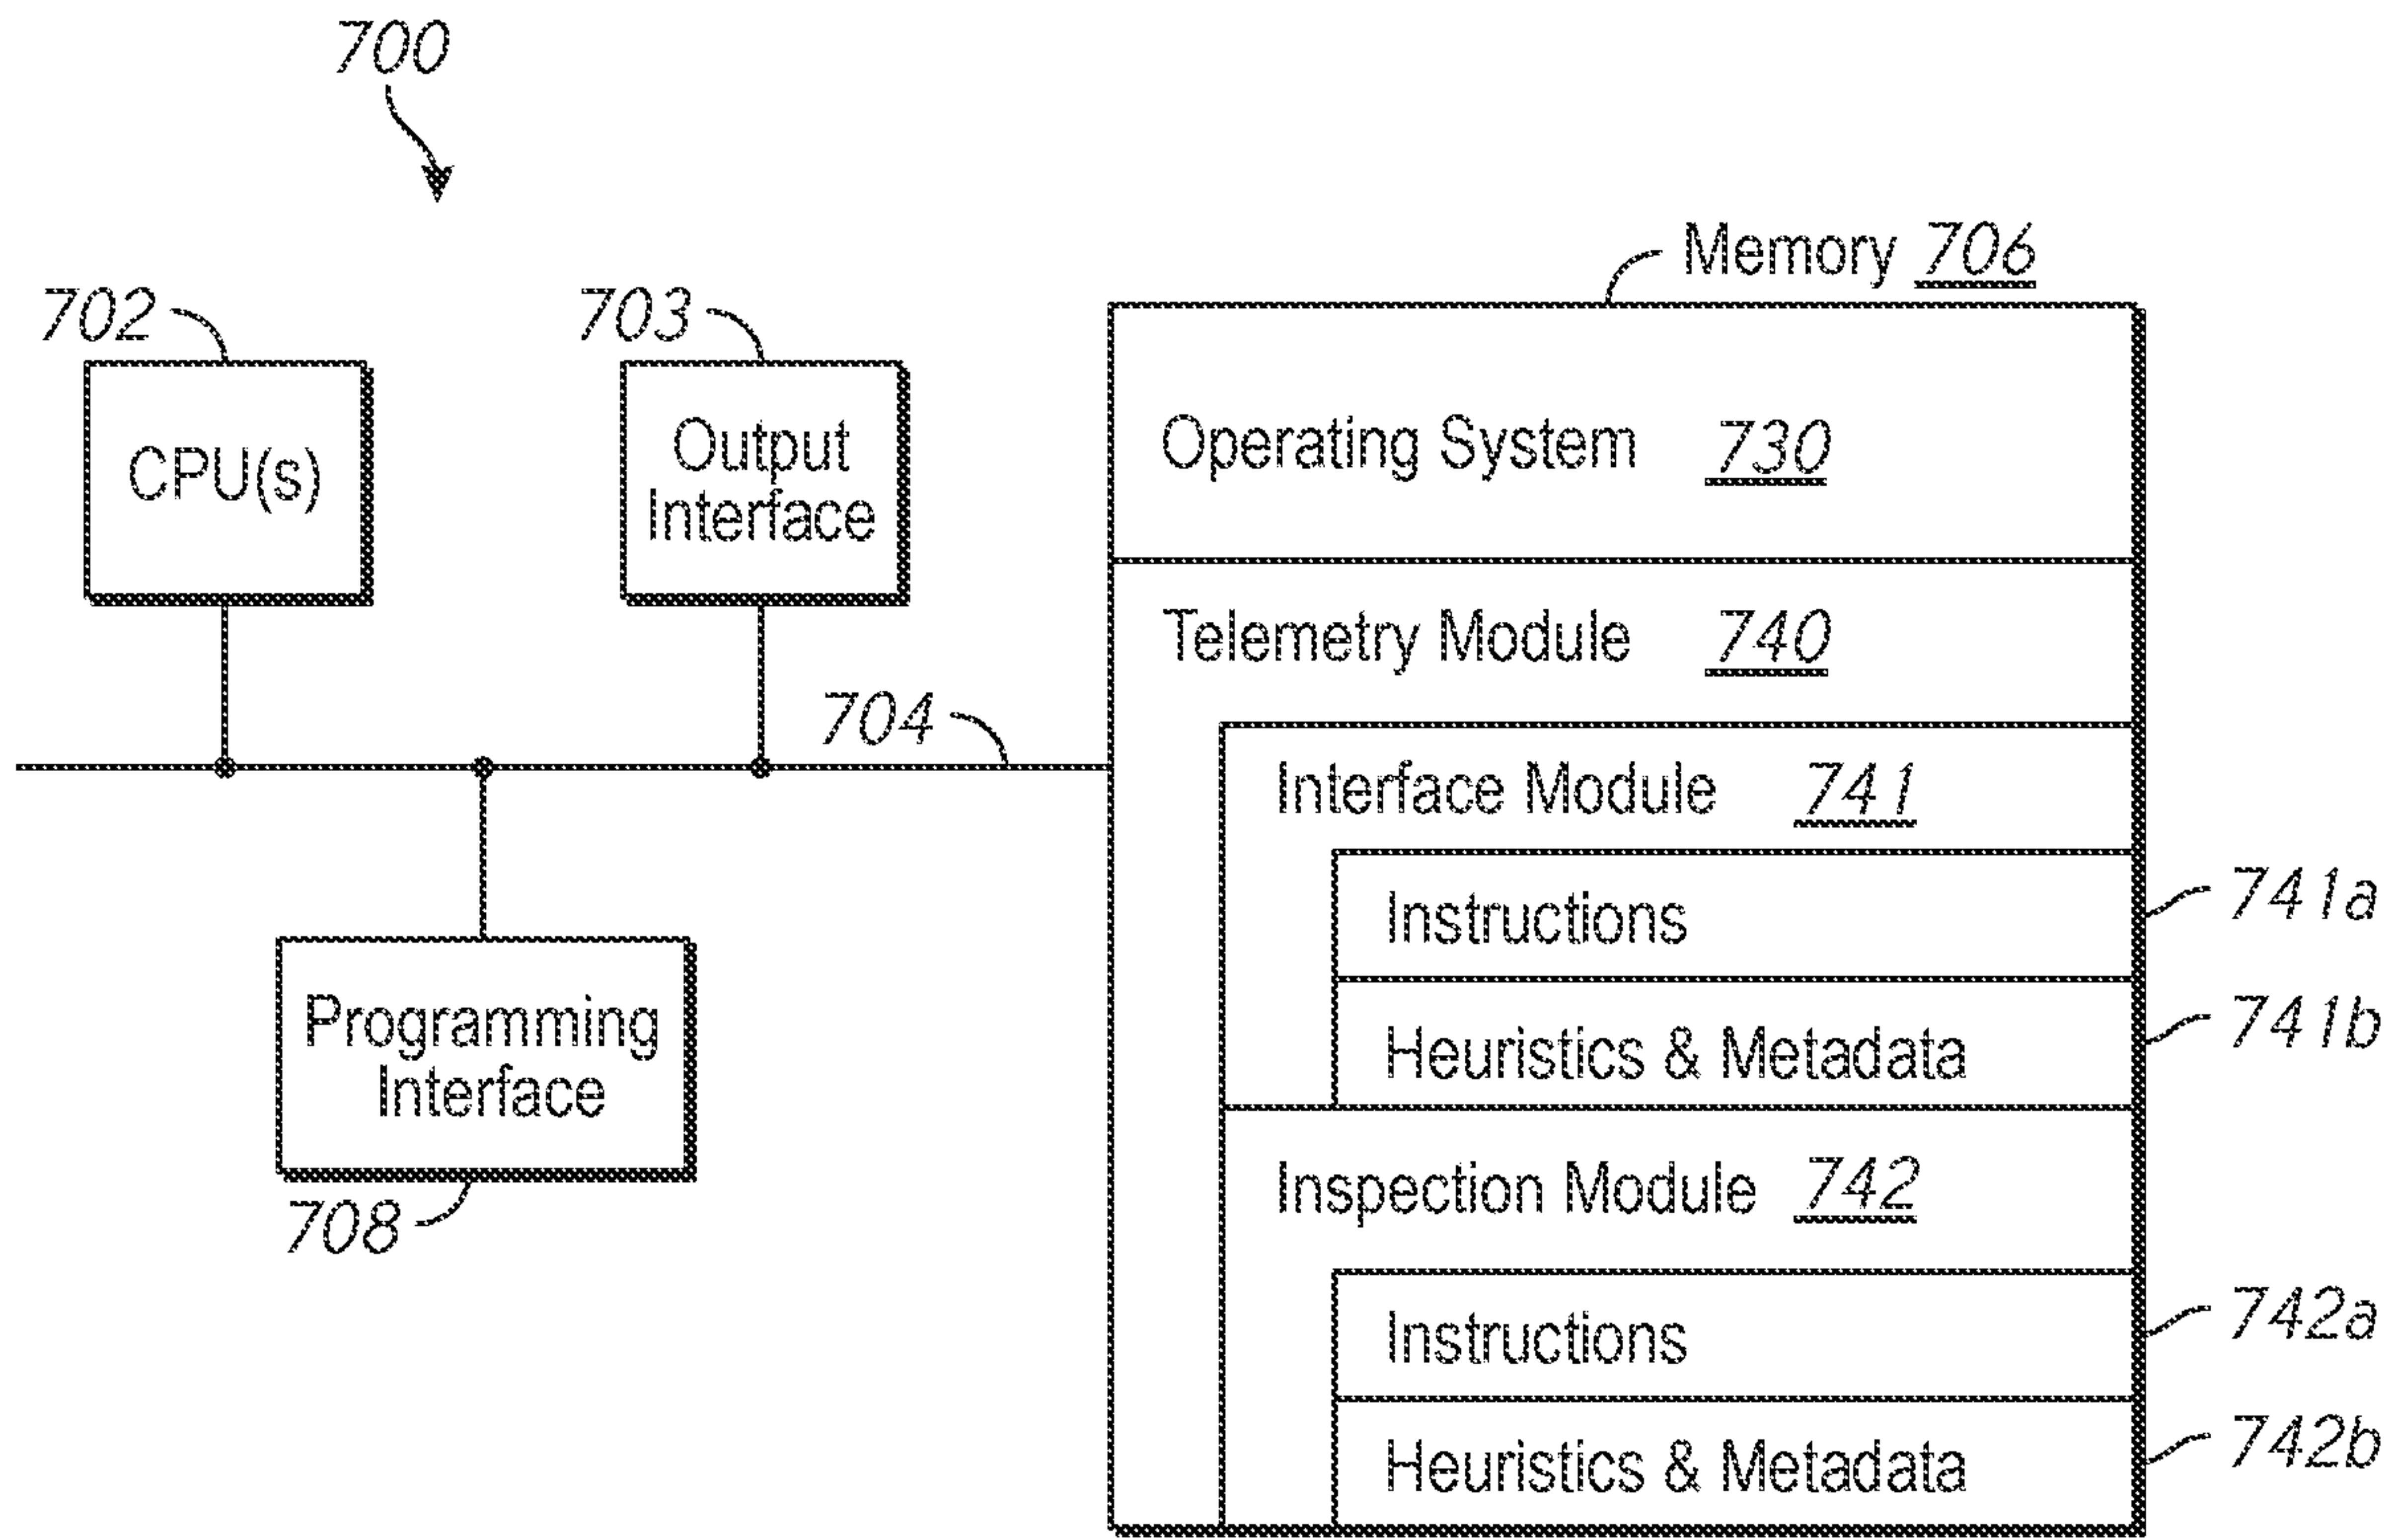 700
Memory 706
702
703
CPU(s)
Output
Interface
Operating System 730
Telemetry Module 740
704
Interface Module 741
Instructions
741a
Heuristics & Metadata
741b
Programming
Interface
708
Inspection Module 742
Instructions
742a
Heuristics & Metadata
742b